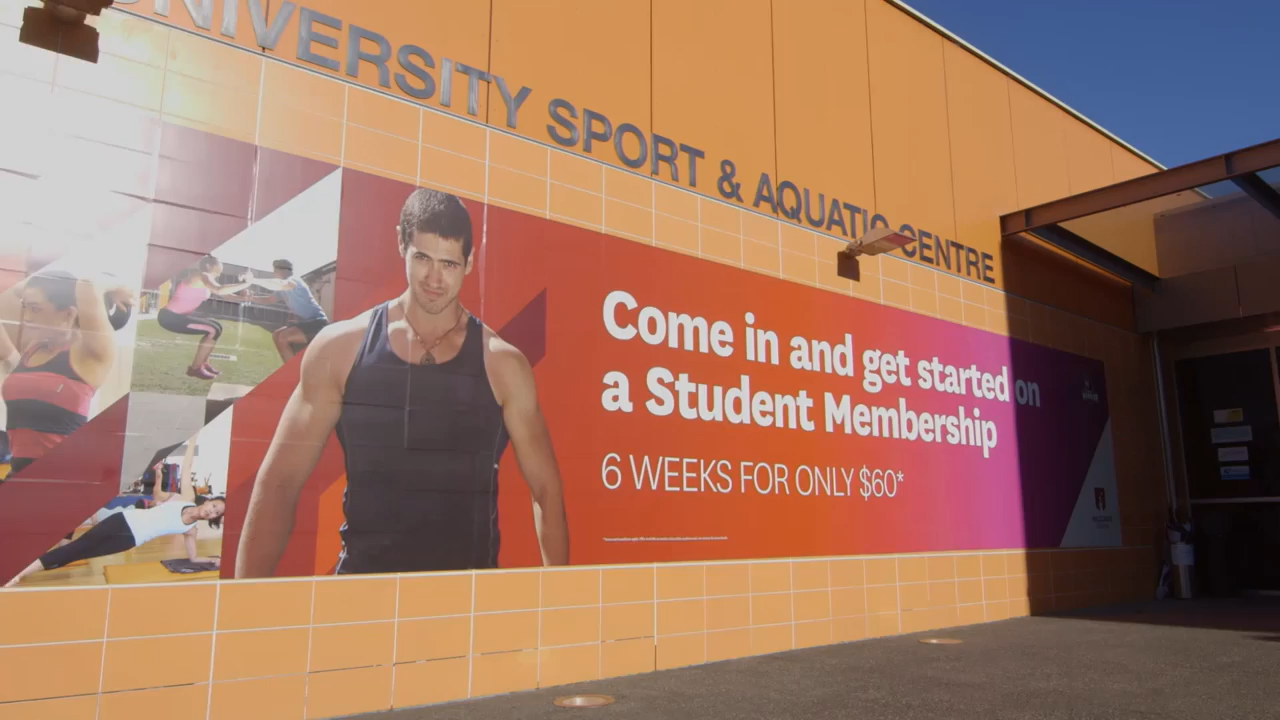 UNIVERSITY SPORT & AQUATIC CENTRE
Come in and get started on
a Student Membership
6 WEEKS FOR ONLY $60*